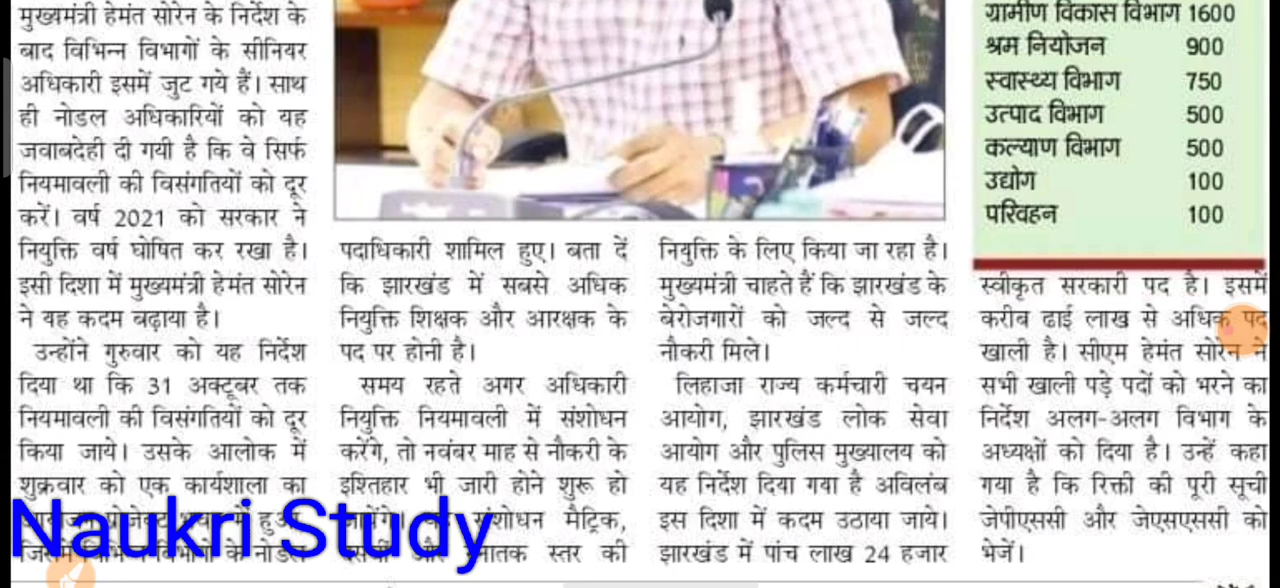 मुख्यमंत्री हेमंत सोरेन के निर्देश के
बाद विभिन्न विभागों के सीनियर
अधिकारी इसमें जुट गये हैं। साथ
ही नोडल अधिकारियों को यह
जवाबदेही दी गयी है कि वे सिर्फ
नियमावली की विसंगतियों को दूर
करें। वर्ष 2021 को सरकार ने
नियुक्ति वर्ष घोषित कर रखा है।
इसी दिशा में मुख्यमंत्री हेमंत सोरेन
ने यह कदम बढ़ाया है।
उन्होंने गुरुवार को यह निर्देश
दिया था कि 31 अक्टूबर तक
नियमावली की विसंगतियों को दूर
किया जाये। उसके आलोक में
शुक्रवार को एक कार्यशाला का
के नोडल
पदाधिकारी शामिल हुए। बता दें
कि झारखंड में सबसे अधिक
नियुक्ति शिक्षक और आरक्षक के
पद पर होनी है।
समय रहते अगर अधिकारी
नियुक्ति नियमावली में संशोधन
करेंगे, तो नवंबर माह से नौकरी के
इश्तिहार भी जारी होने शुरू हो
संशोधन मैट्रिक,
और स्नातक स्तर की
नियुक्ति के लिए किया जा रहा है।
मुख्यमंत्री चाहते हैं कि झारखंड के
बेरोजगारों को जल्द से जल्द
नौकरी मिले।
लिहाजा राज्य कर्मचारी चयन
आयोग, झारखंड लोक सेवा
आयोग और पुलिस मुख्यालय को
यह निर्देश दिया गया है अविलंब
इस दिशा में कदम उठाया जाये।
झारखंड में पांच लाख 24 हजार
ग्रामीण विकास विभाग 1600
श्रम नियोजन 900
स्वास्थ्य विभाग 750
उत्पाद विभाग 500
कल्याण विभाग 500
उद्योग 100
परिवहन 100
स्वीकृत सरकारी पद है। इसमें
करीब ढाई लाख से अधिक पद
खाली है। सीएम हेमंत सोरेन ने
सभी खाली पड़े पदों को भरने का
निर्देश अलग-अलग विभाग के
अध्यक्षों को दिया है। उन्हें कहा
गया है कि रिक्ती की पूरी सूची
जेपीएससी और जेएसएससी को
भेजें।
Naukri Study